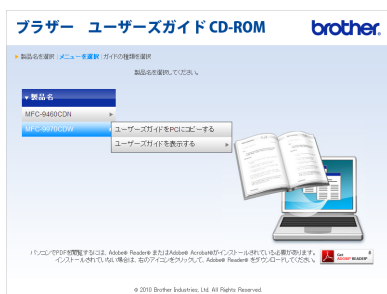 ブラザー ユーザーズガイド CD-ROM
brother
製品名を選択 | メニューを選択 | ガイドの種類を選択
製品名を選択してください。
▼製品名
MFC-9460CDN
MFC-9970CDW
ユーザーズガイドをPCにコピーする
ユーザーズガイドを表示する
パソコンでPDFを閲覧するには、Adobe® Reader® またはAdobe® Acrobat®がインストールされている必要があります。
インストールされていない場合は、右のアイコンをクリックして、Adobe® Reader® をダウンロードしてください。
Get
ADOBE® READER®
© 2010 Brother Industries, Ltd. All Rights Reserved.